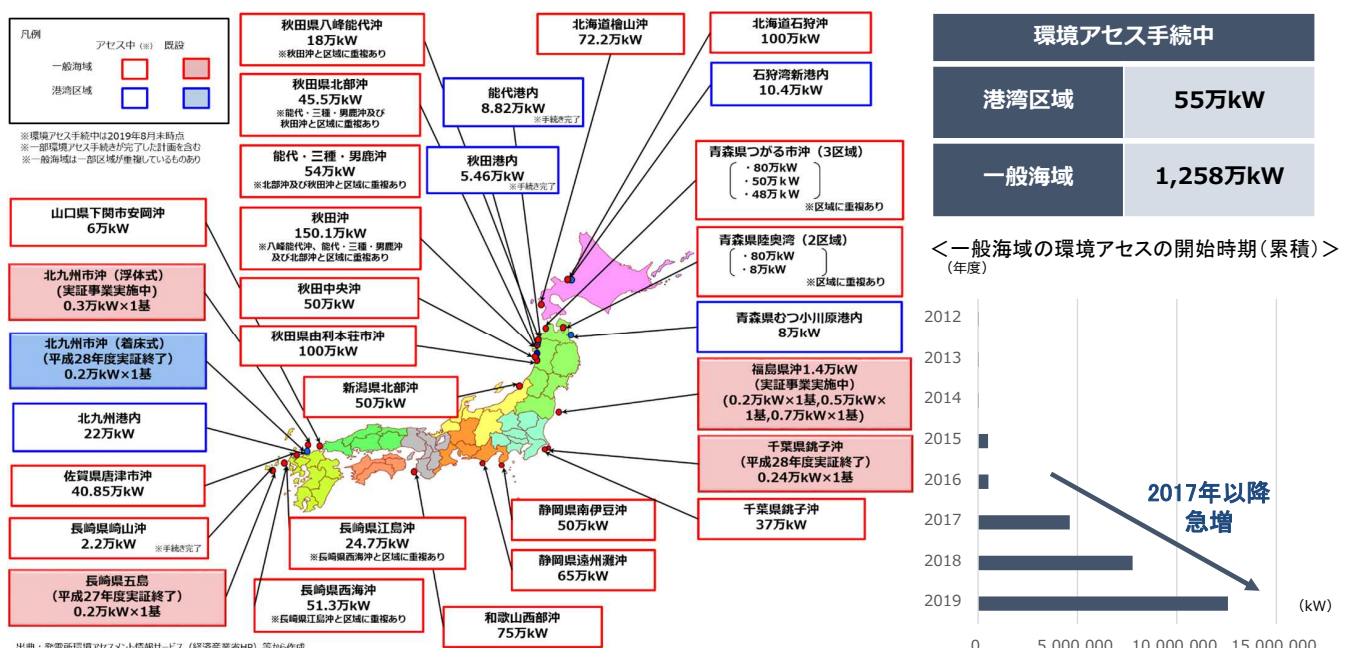 凡例
アセス中 (※) 既設
一般海域
港湾区域
※環境アセス手続中は2019年8月末時点
※一部環境アセス手続きが完了した計画を含む
※一般海域は一部区域が重複しているものあり
秋田県八峰能代沖
18万kW
※秋田沖と区域に重複あり
秋田県北部沖
45.5万kW
※能代・三種・男鹿沖及び
秋田沖と区域に重複あり
能代・三種・男鹿沖
54万kW
※北部沖及び秋田沖と区域に重複あり
秋田沖
150.1万kW
※八峰能代沖、能代・三種・男鹿沖
及び北部沖と区域に重複あり
秋田中央沖
50万kW
秋田県由利本荘市沖
100万kW
新潟県北部沖
50万kW
能代港内
8.82万kW
※手続き完了
秋田港内
5.46万kW
※手続き完了
北海道檜山沖
72.2万kW
北海道石狩沖
100万kW
石狩湾新港内
10.4万kW
青森県つがる市沖（3区域）
・80万kW
・50万kW
・48万kW
※区域に重複あり
青森県陸奥湾（2区域）
・80万kW
・8万kW
※区域に重複あり
青森県むつ小川原港内
8万kW
福島県沖1.4万kW
(実証事業実施中)
(0.2万kW×1基,0.5万kW×
1基,0.7万kW×1基)
千葉県銚子沖
(平成28年度実証終了)
0.24万kW×1基
千葉県銚子沖
37万kW
静岡県南伊豆沖
50万kW
静岡県遠州灘沖
65万kW
和歌山西部沖
75万kW
山口県下関市安岡沖
6万kW
北九州市沖（浮体式）
(実証事業実施中)
0.3万kW×1基
北九州市沖（着床式）
(平成28年度実証終了)
0.2万kW×1基
北九州港内
22万kW
佐賀県唐津市沖
40.85万kW
長崎県崎山沖
2.2万kW
※手続き完了
長崎県五島
(平成27年度実証終了)
0.2万kW×1基
長崎県江島沖
24.7万kW
※長崎県西海沖と区域に重複あり
長崎県西海沖
51.3万kW
※長崎県江島沖と区域に重複あり
出典：発電所環境アセスメント情報サービス（経済産業省HP）等から作成
環境アセス手続中
港湾区域 55万kW
一般海域 1,258万kW
＜一般海域の環境アセスの開始時期（累積）＞
（年度）
2012
2013
2014
2015
2016
2017
2018
2019
2017年以降
急増
（kW）
0 5,000,000 10,000,000 15,000,000